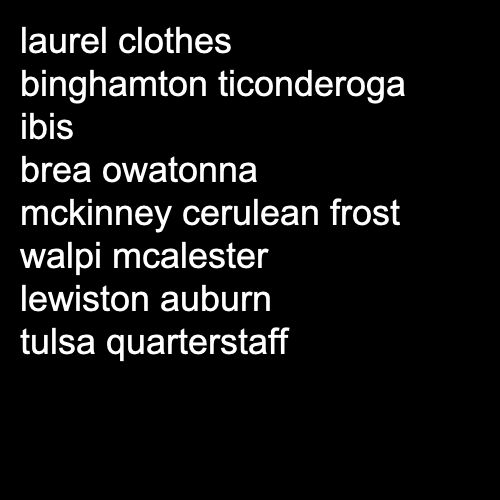 laurel clothes
binghamton ticonderoga
ibis
brea owatonna
mckinney cerulean frost
walpi mcalester
lewiston auburn
tulsa quarterstaff